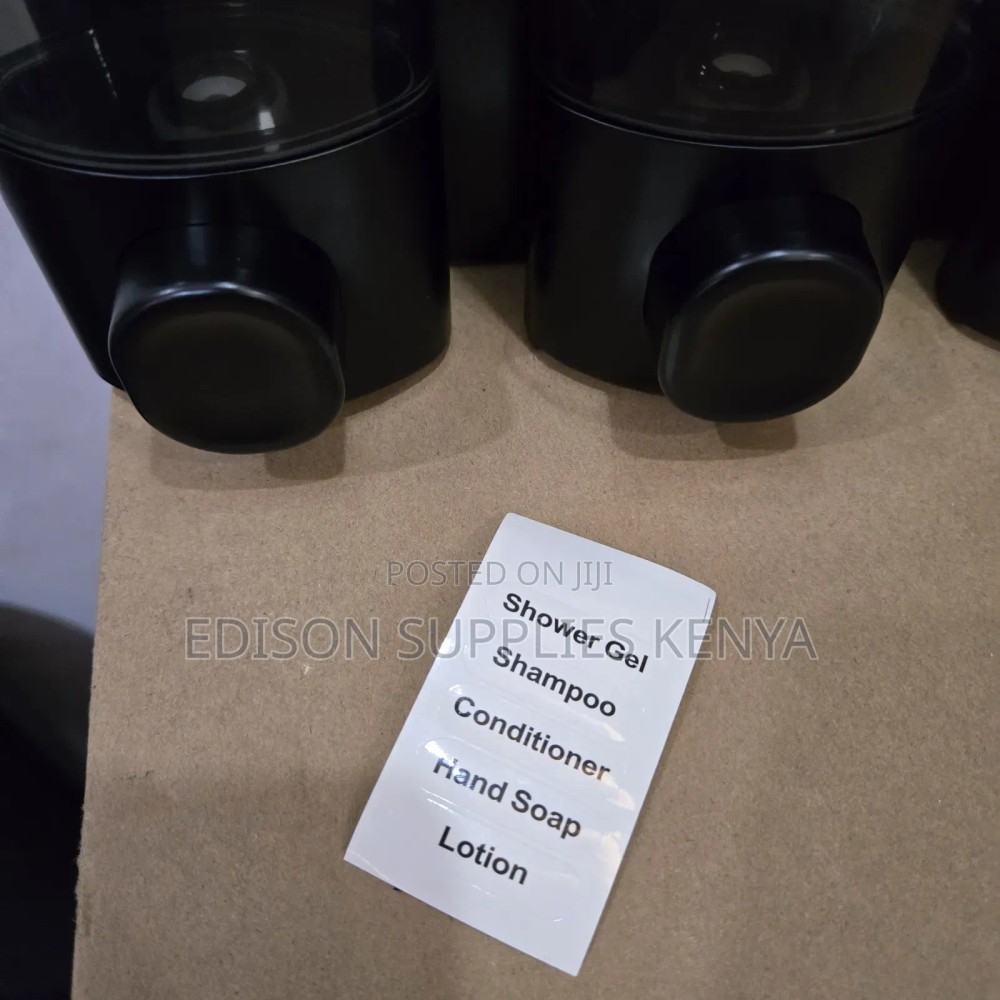 POSTED ON JIJI
EDISON SUPPLIES KENYA
Shower Gel
Shampoo
Conditioner
Hand Soap
Lotion